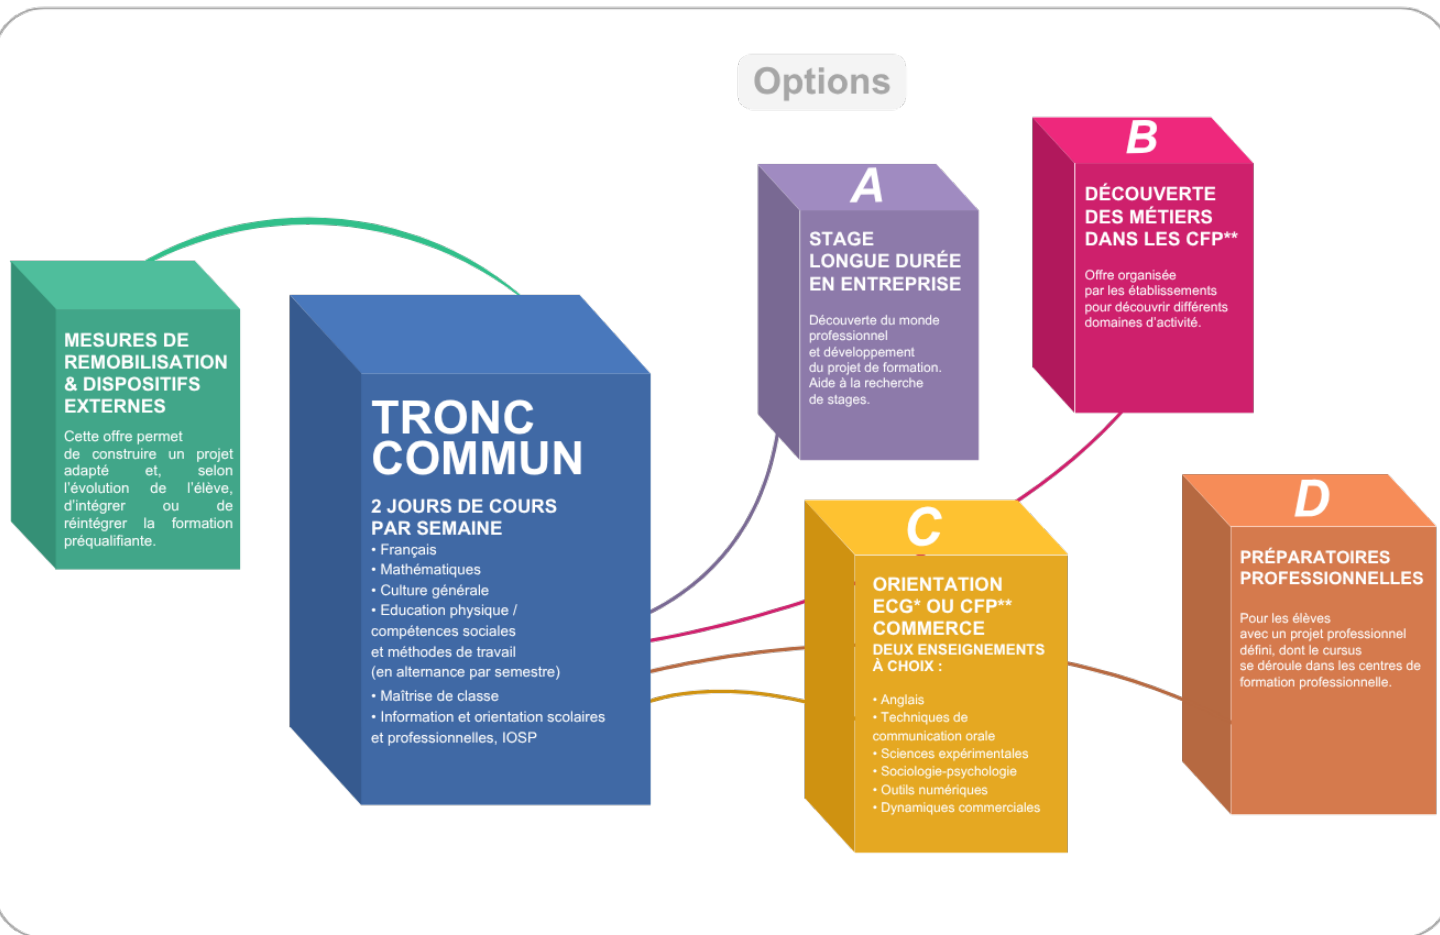 Options
MESURES DE
REMOBILISATION
& DISPOSITIFS
EXTERNES
Cette offre permet
de construire un projet
adapté et, selon
l'évolution de l'élève,
d'intégrer ou de
réintégrer la formation
préqualifiante.
TRONC
COMMUN
2 JOURS DE COURS
PAR SEMAINE
• Français
• Mathématiques
• Culture générale
• Education physique /
compétences sociales
et méthodes de travail
(en alternance par semestre)
• Maîtrise de classe
• Information et orientation scolaires
et professionnelles, IOSP
A
STAGE
LONGUE DURÉE
EN ENTREPRISE
Découverte du monde
professionnel
et développement
du projet de formation.
Aide à la recherche
de stages.
B
DÉCOUVERTE
DES MÉTIERS
DANS LES CFP**
Offre organisée
par les établissements
pour découvrir différents
domaines d'activité.
C
ORIENTATION
ECG* OU CFP**
COMMERCE
DEUX ENSEIGNEMENTS
À CHOIX :
• Anglais
• Techniques de
communication orale
• Sciences expérimentales
• Sociologie-psychologie
• Outils numériques
• Dynamiques commerciales
D
PRÉPARATOIRES
PROFESSIONNELLES
Pour les élèves
avec un projet professionnel
défini, dont le cursus
se déroule dans les centres de
formation professionnelle.